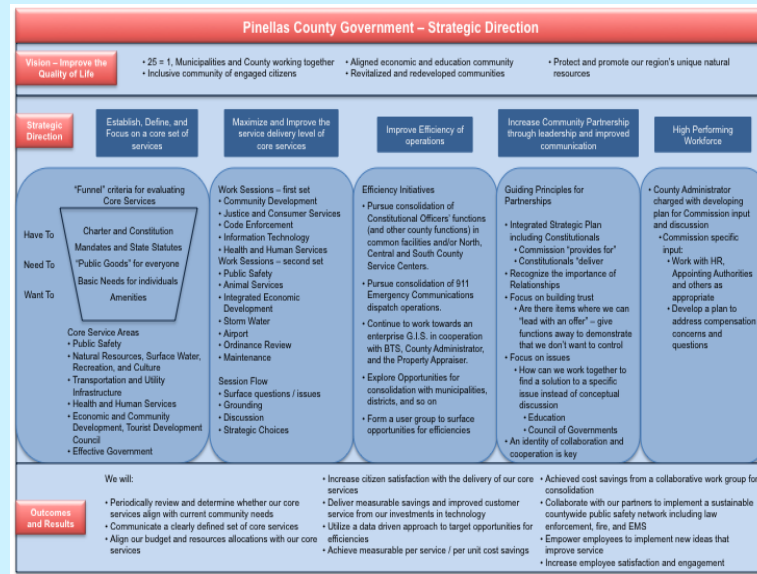 Pinellas County Government – Strategic Direction
Vision – Improve the
Quality of Life
• 25 = 1, Municipalities and County working together
• Inclusive community of engaged citizens
• Aligned economic and education community
• Revitalized and redeveloped communities
• Protect and promote our region's unique natural
resources
Strategic
Direction
Establish, Define, and
Focus on a core set of
services
Maximize and Improve the
service delivery level of
core services
Improve Efficiency of
operations
Increase Community Partnership
through leadership and improved
communication
High Performing
Workforce
"Funnel" criteria for evaluating
Core Services
Have To
Need To
Want To
Charter and Constitution
Mandates and State Statutes
"Public Goods" for everyone
Basic Needs for individuals
Amenities
Core Service Areas
• Public Safety
• Natural Resources, Surface Water,
Recreation, and Culture
• Transportation and Utility
Infrastructure
• Health and Human Services
• Economic and Community
Development, Tourist Development
Council
• Effective Government
Work Sessions – first set
• Community Development
• Justice and Consumer Services
• Code Enforcement
• Information Technology
• Health and Human Services
Work Sessions – second set
• Public Safety
• Animal Services
• Integrated Economic
Development
• Storm Water
• Airport
• Ordinance Review
• Maintenance
Session Flow
• Surface questions / issues
• Grounding
• Discussion
• Strategic Choices
Efficiency Initiatives
• Pursue consolidation of
Constitutional Officers' functions
(and other county functions) in
common facilities and/or North,
Central and South County
Service Centers.
• Pursue consolidation of 911
Emergency Communications
dispatch operations.
• Continue to work towards an
enterprise G.I.S. in cooperation
with BTS, County Administrator,
and the Property Appraiser.
• Explore Opportunities for
consolidation with municipalities,
districts, and so on
• Form a user group to surface
opportunities for efficiencies
Guiding Principles for
Partnerships
• Integrated Strategic Plan
including Constitutionals
• Commission "provides for"
• Constitutionals "deliver
• Recognize the importance of
Relationships
• Focus on building trust
• Are there items where we can
"lead with an offer" – give
functions away to demonstrate
that we don't want to control
• Focus on issues
• How can we work together to
find a solution to a specific
issue instead of conceptual
discussion
• Education
• Council of Governments
• An identity of collaboration and
cooperation is key
• County Administrator
charged with developing
plan for Commission input
and discussion
• Commission specific
input:
• Work with HR,
Appointing Authorities
and others as
appropriate
• Develop a plan to
address compensation
concerns and
questions
Outcomes
and Results
We will:
• Periodically review and determine whether our core
services align with current community needs
• Communicate a clearly defined set of core services
• Align our budget and resources allocations with our core
services
• Increase citizen satisfaction with the delivery of our core
services
• Deliver measurable savings and improved customer
service from our investments in technology
• Utilize a data driven approach to target opportunities for
efficiencies
• Achieve measurable per service / per unit cost savings
• Achieved cost savings from a collaborative work group for
consolidation
• Collaborate with our partners to implement a sustainable
countywide public safety network including law
enforcement, fire, and EMS
• Empower employees to implement new ideas that
improve service
• Increase employee satisfaction and engagement